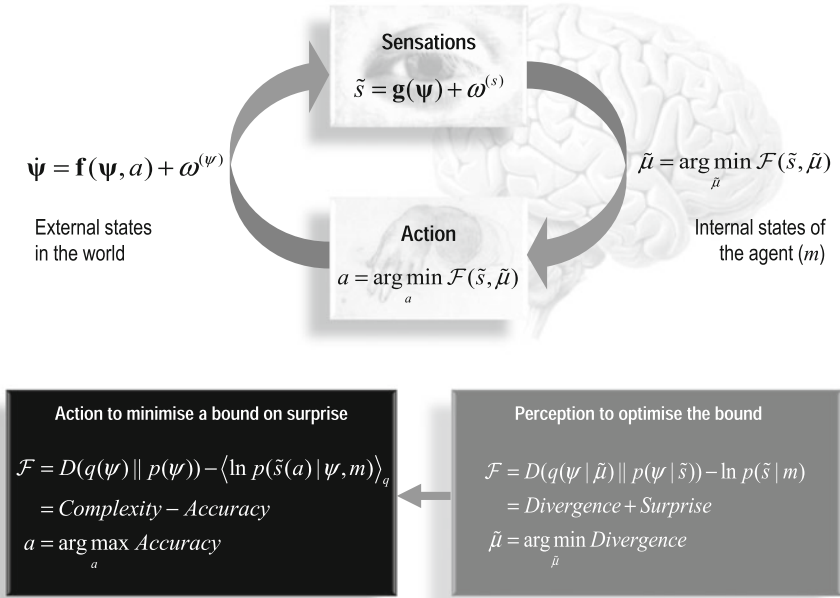 Sensations
s̃ = g(ψ) + ω^(s)
ψ̇ = f(ψ, a) + ω^(ψ)
External states
in the world
μ̃ = arg min_μ̃ ℱ(s̃, μ̃)
Internal states of
the agent (m)
Action
a = arg min_a ℱ(s̃, μ̃)
Action to minimise a bound on surprise
ℱ = D(q(ψ) || p(ψ)) − ⟨ln p(s̃(a) | ψ, m)⟩_q
= Complexity − Accuracy
a = arg max_a Accuracy
Perception to optimise the bound
ℱ = D(q(ψ | μ̃) || p(ψ | s̃)) − ln p(s̃ | m)
= Divergence + Surprise
μ̃ = arg min_μ̃ Divergence